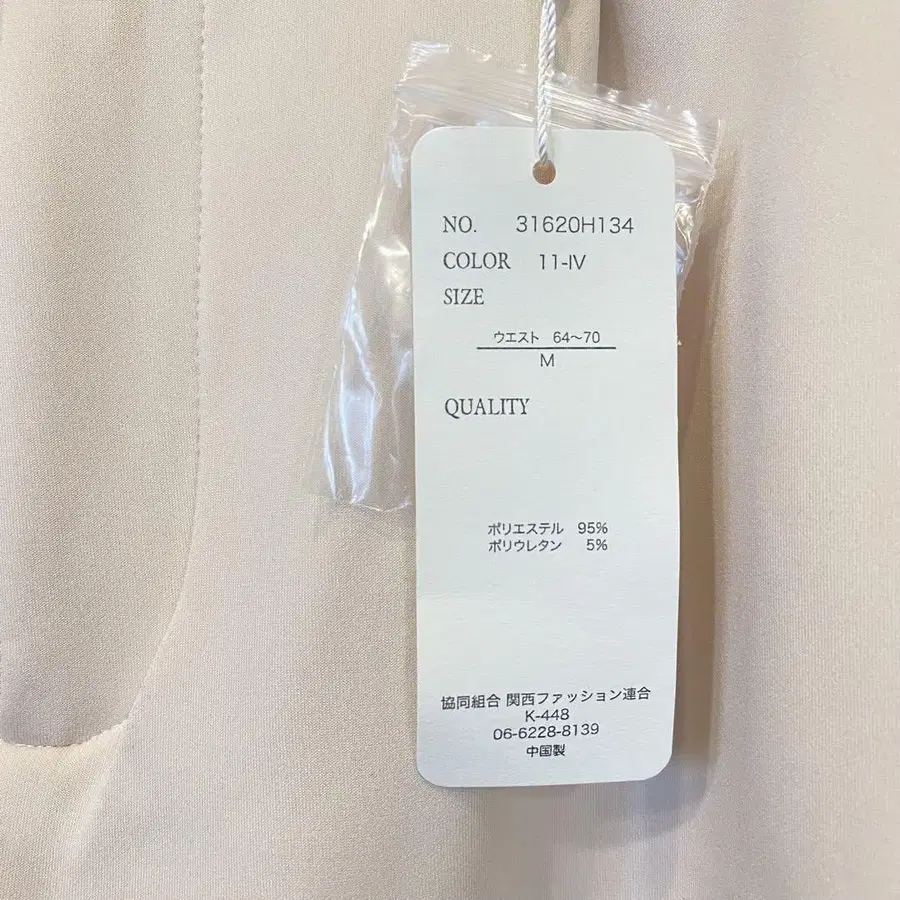 NO. 31620H134
COLOR 11-IV
SIZE
ウエスト 64〜70
M
QUALITY
ポリエステル 95%
ポリウレタン 5%
協同組合 関西ファッション連合
K-448
06-6228-8139
中国製